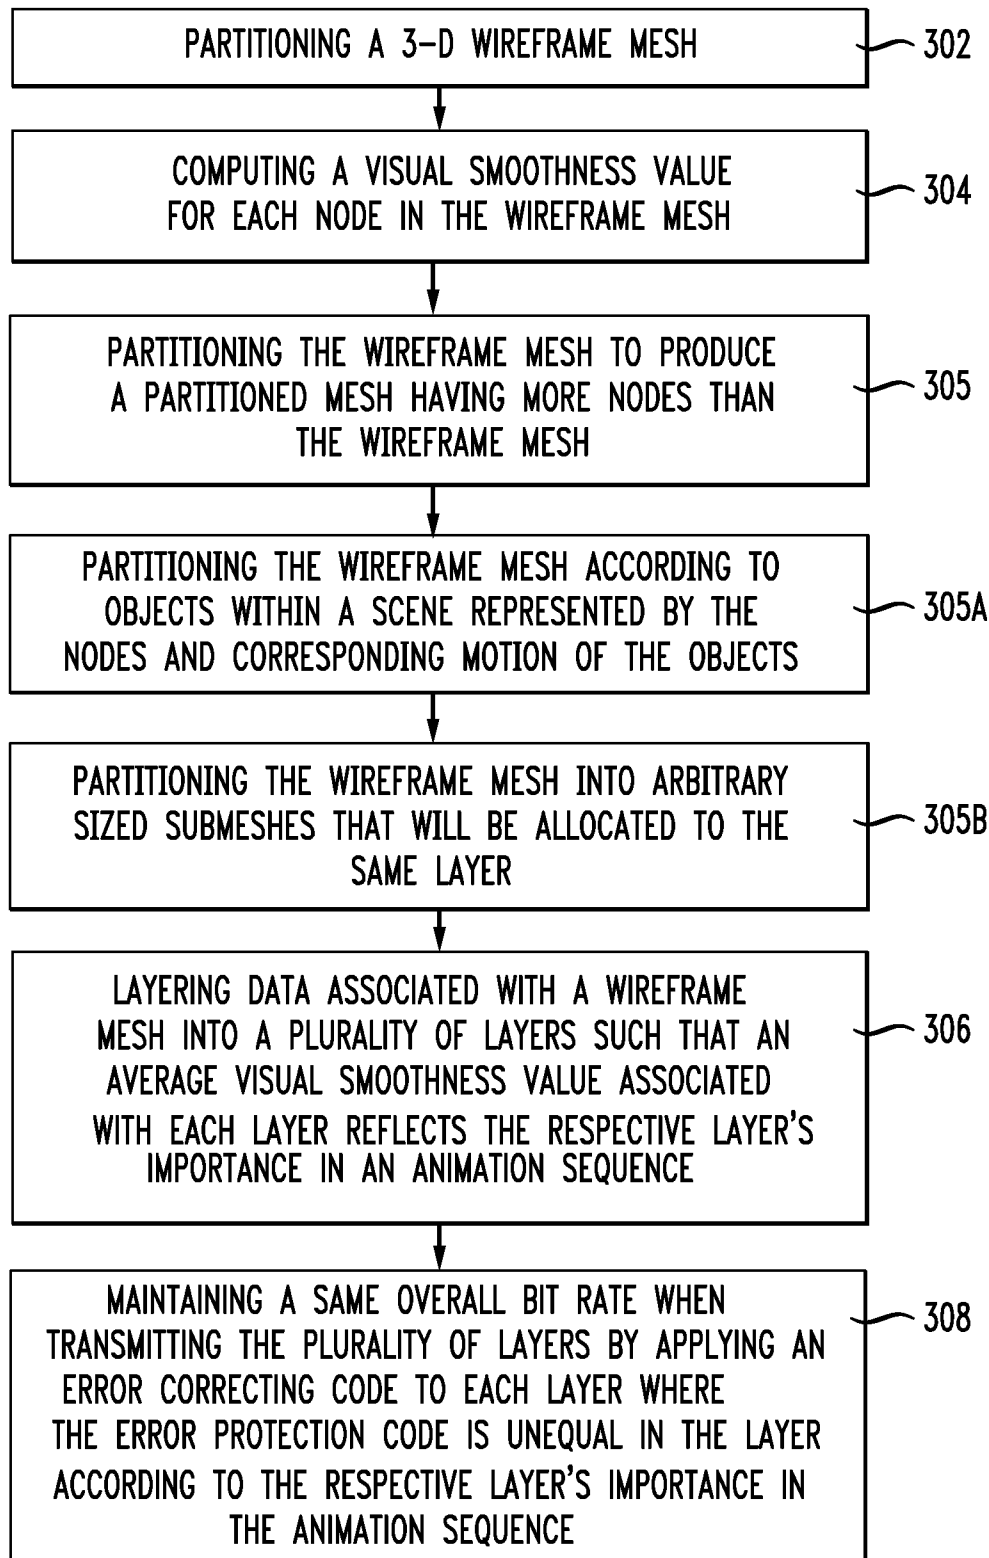 PARTITIONING A 3-D WIREFRAME MESH
302
COMPUTING A VISUAL SMOOTHNESS VALUE
FOR EACH NODE IN THE WIREFRAME MESH
304
PARTITIONING THE WIREFRAME MESH TO PRODUCE
A PARTITIONED MESH HAVING MORE NODES THAN
THE WIREFRAME MESH
305
PARTITIONING THE WIREFRAME MESH ACCORDING TO
OBJECTS WITHIN A SCENE REPRESENTED BY THE
NODES AND CORRESPONDING MOTION OF THE OBJECTS
305A
PARTITIONING THE WIREFRAME MESH INTO ARBITRARY
SIZED SUBMESHES THAT WILL BE ALLOCATED TO THE
SAME LAYER
305B
LAYERING DATA ASSOCIATED WITH A WIREFRAME
MESH INTO A PLURALITY OF LAYERS SUCH THAT AN
AVERAGE VISUAL SMOOTHNESS VALUE ASSOCIATED
WITH EACH LAYER REFLECTS THE RESPECTIVE LAYER'S
IMPORTANCE IN AN ANIMATION SEQUENCE
306
MAINTAINING A SAME OVERALL BIT RATE WHEN
TRANSMITTING THE PLURALITY OF LAYERS BY APPLYING AN
ERROR CORRECTING CODE TO EACH LAYER WHERE
THE ERROR PROTECTION CODE IS UNEQUAL IN THE LAYER
ACCORDING TO THE RESPECTIVE LAYER'S IMPORTANCE IN
THE ANIMATION SEQUENCE
308